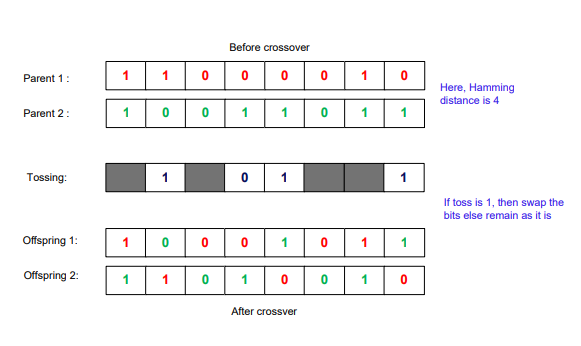 Before crossover
Parent 1 : 1 1 0 0 0 0 1 0
Here, Hamming
distance is 4
Parent 2 : 1 0 0 1 1 0 1 1
Tossing: 1 0 1 1
If toss is 1, then swap the
bits else remain as it is
Offspring 1: 1 0 0 0 1 0 1 1
Offspring 2: 1 1 0 1 0 0 1 0
After crossver